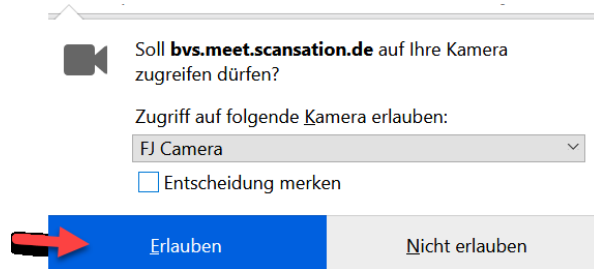 Soll bvs.meet.scansation.de auf Ihre Kamera
zugreifen dürfen?
Zugriff auf folgende Kamera erlauben:
FJ Camera
Entscheidung merken
Erlauben
Nicht erlauben